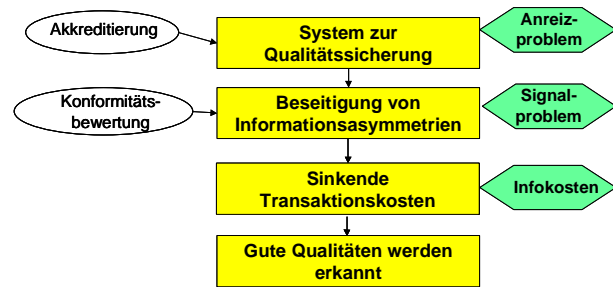 Akkreditierung
System zur
Qualitätssicherung
Anreiz-
problem
Konformitäts-
bewertung
Beseitigung von
Informationsasymmetrien
Signal-
problem
Sinkende
Transaktionskosten
Infokosten
Gute Qualitäten werden
erkannt